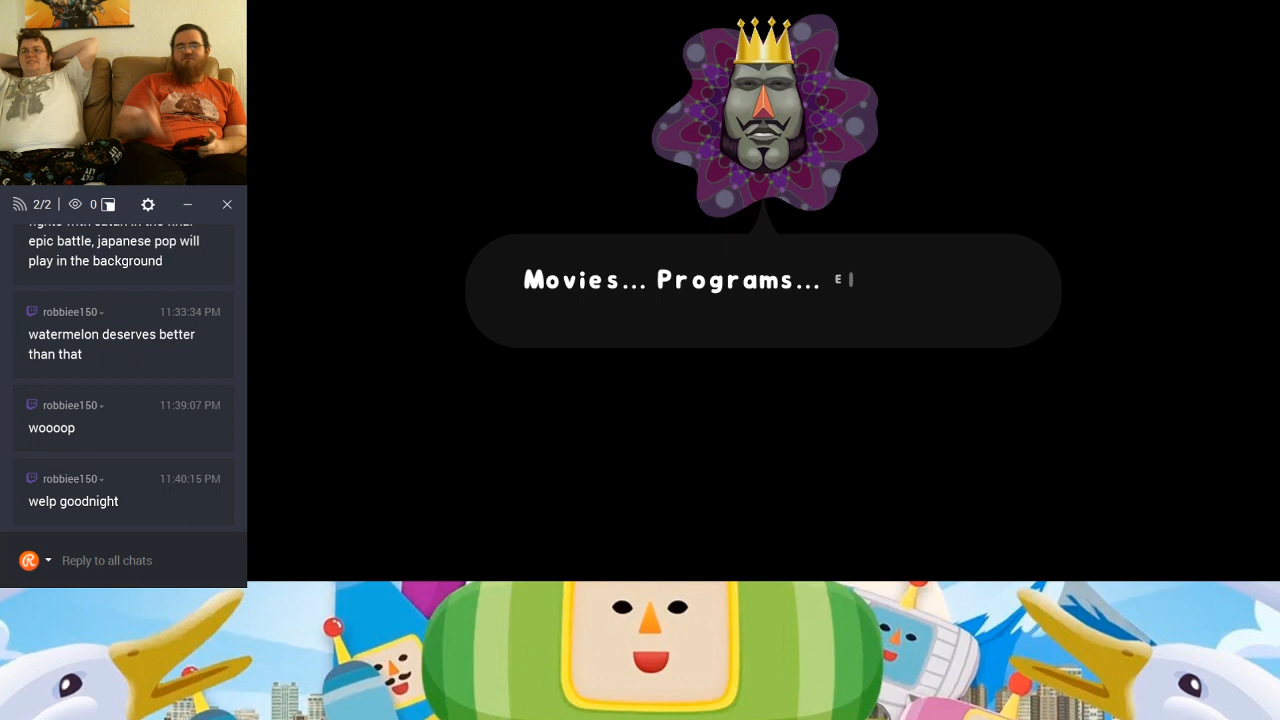 2/2 | 0
epic battle, japanese pop will
play in the background
robbiee150 11:33:34 PM
watermelon deserves better
than that
robbiee150 11:39:07 PM
woooop
robbiee150 11:40:15 PM
welp goodnight
Reply to all chats
Movies... Programs... E